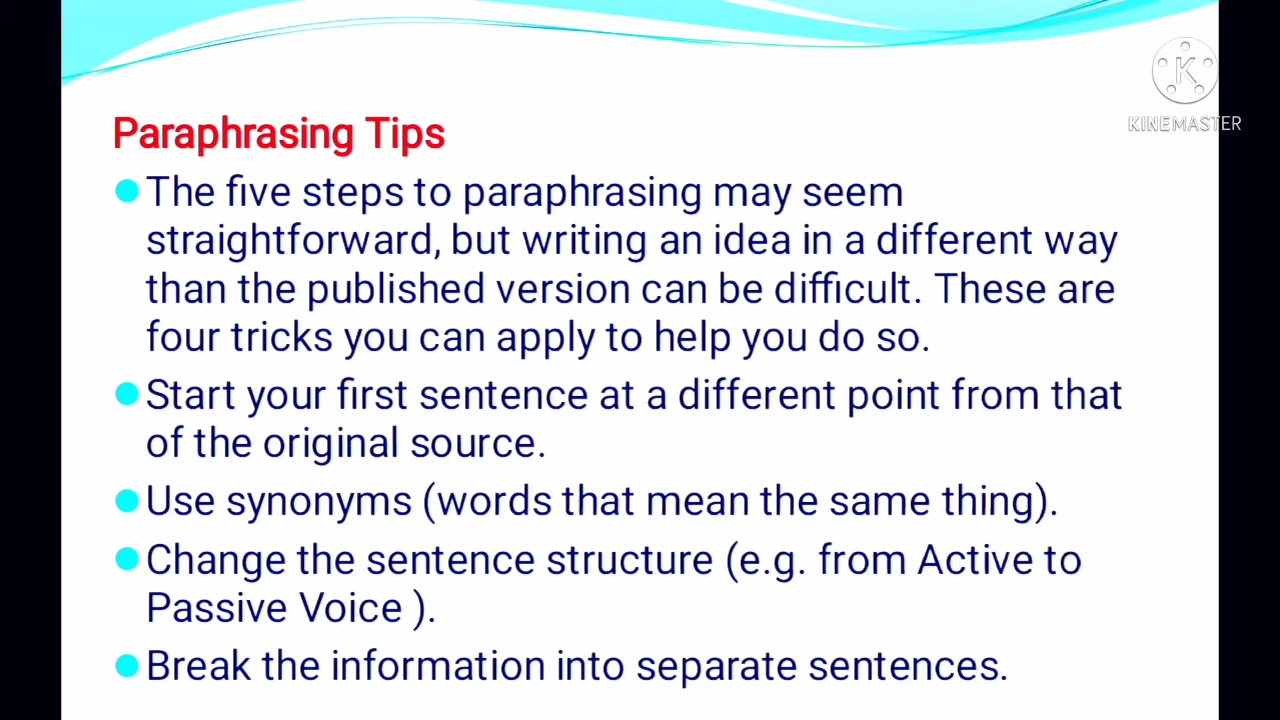 K
KINEMASTER
Paraphrasing Tips
The five steps to paraphrasing may seem
straightforward, but writing an idea in a different way
than the published version can be difficult. These are
four tricks you can apply to help you do so.
Start your first sentence at a different point from that
of the original source.
Use synonyms (words that mean the same thing).
Change the sentence structure (e.g. from Active to
Passive Voice ).
Break the information into separate sentences.